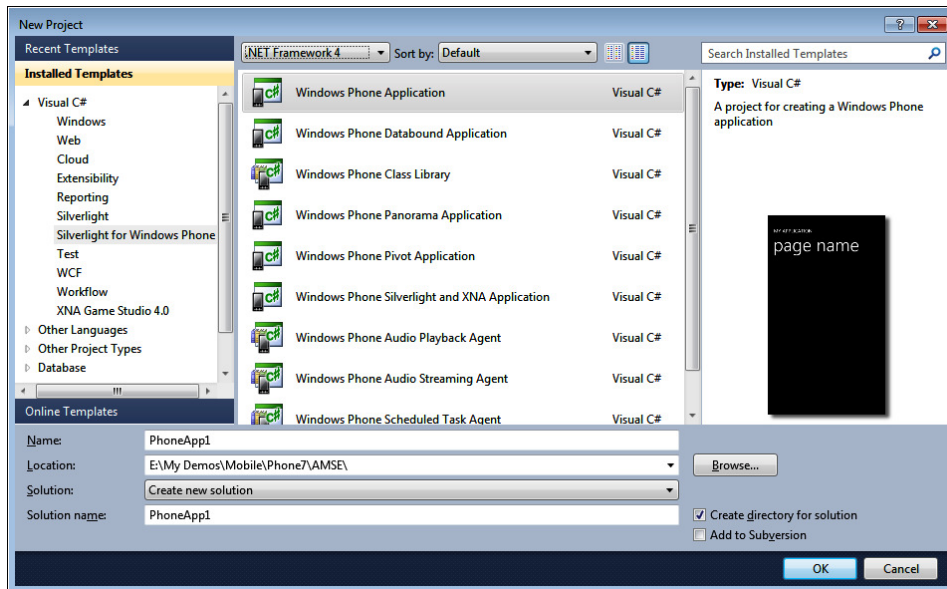 New Project
Recent Templates
Installed Templates
Visual C#
Windows
Web
Cloud
Extensibility
Reporting
Silverlight
Silverlight for Windows Phone
Test
WCF
Workflow
XNA Game Studio 4.0
Other Languages
Other Project Types
Database
Online Templates
.NET Framework 4 Sort by: Default
Windows Phone Application Visual C#
Windows Phone Databound Application Visual C#
Windows Phone Class Library Visual C#
Windows Phone Panorama Application Visual C#
Windows Phone Pivot Application Visual C#
Windows Phone Silverlight and XNA Application Visual C#
Windows Phone Audio Playback Agent Visual C#
Windows Phone Audio Streaming Agent Visual C#
Windows Phone Scheduled Task Agent Visual C#
Search Installed Templates
Type: Visual C#
A project for creating a Windows Phone
application
MY APPLICATION
page name
Name: PhoneApp1
Location: E:\My Demos\Mobile\Phone7\AMSE\
Browse...
Solution: Create new solution
Solution name: PhoneApp1
Create directory for solution
Add to Subversion
OK Cancel